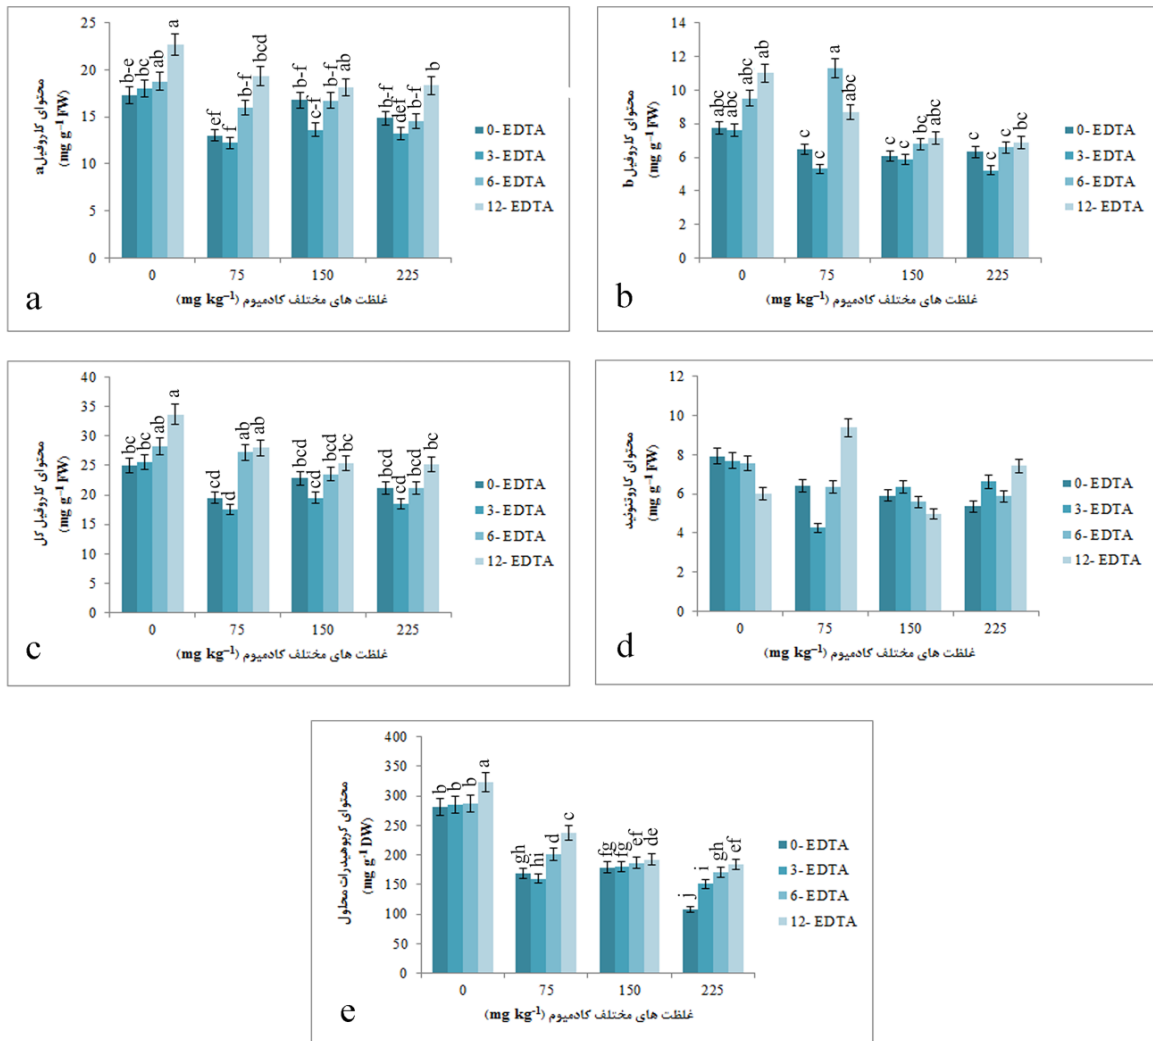 محتوای کلروفیل a
(mg g⁻¹ FW)
25
20
15
10
5
0
b-e
bc
ab
a
ef
f
b-f
bcd
b-f
c-f
b-f
ab
b-f
def
b-f
b
0
75
150
225
غلظت های مختلف کادمیوم (mg kg⁻¹)
0- EDTA
3- EDTA
6- EDTA
12- EDTA
a
محتوای کلروفیل b
(mg g⁻¹ FW)
14
12
10
8
6
4
2
0
abc
abc
abc
ab
c
c
a
abc
c
c
bc
abc
c
c
c
bc
0
75
150
225
غلظت های مختلف کادمیوم (mg kg⁻¹)
0- EDTA
3- EDTA
6- EDTA
12- EDTA
b
محتوای کلروفیل کل
(mg g⁻¹ FW)
40
35
30
25
20
15
10
5
0
bc
bc
ab
a
cd
d
ab
ab
bcd
cd
bcd
bc
bcd
cd
bcd
bc
0
75
150
225
غلظت های مختلف کادمیوم (mg kg⁻¹)
0- EDTA
3- EDTA
6- EDTA
12- EDTA
c
محتوای کاروتنوئید
(mg g⁻¹ FW)
12
10
8
6
4
2
0
0
75
150
225
غلظت های مختلف کادمیوم (mg kg⁻¹)
0- EDTA
3- EDTA
6- EDTA
12- EDTA
d
محتوای کربوهیدرات محلول
(mg g⁻¹ DW)
400
350
300
250
200
150
100
50
0
b
b
b
a
gh
hi
d
c
fg
fg
ef
de
j
i
gh
ef
0
75
150
225
غلظت های مختلف کادمیوم (mg kg⁻¹)
0- EDTA
3- EDTA
6- EDTA
12- EDTA
e